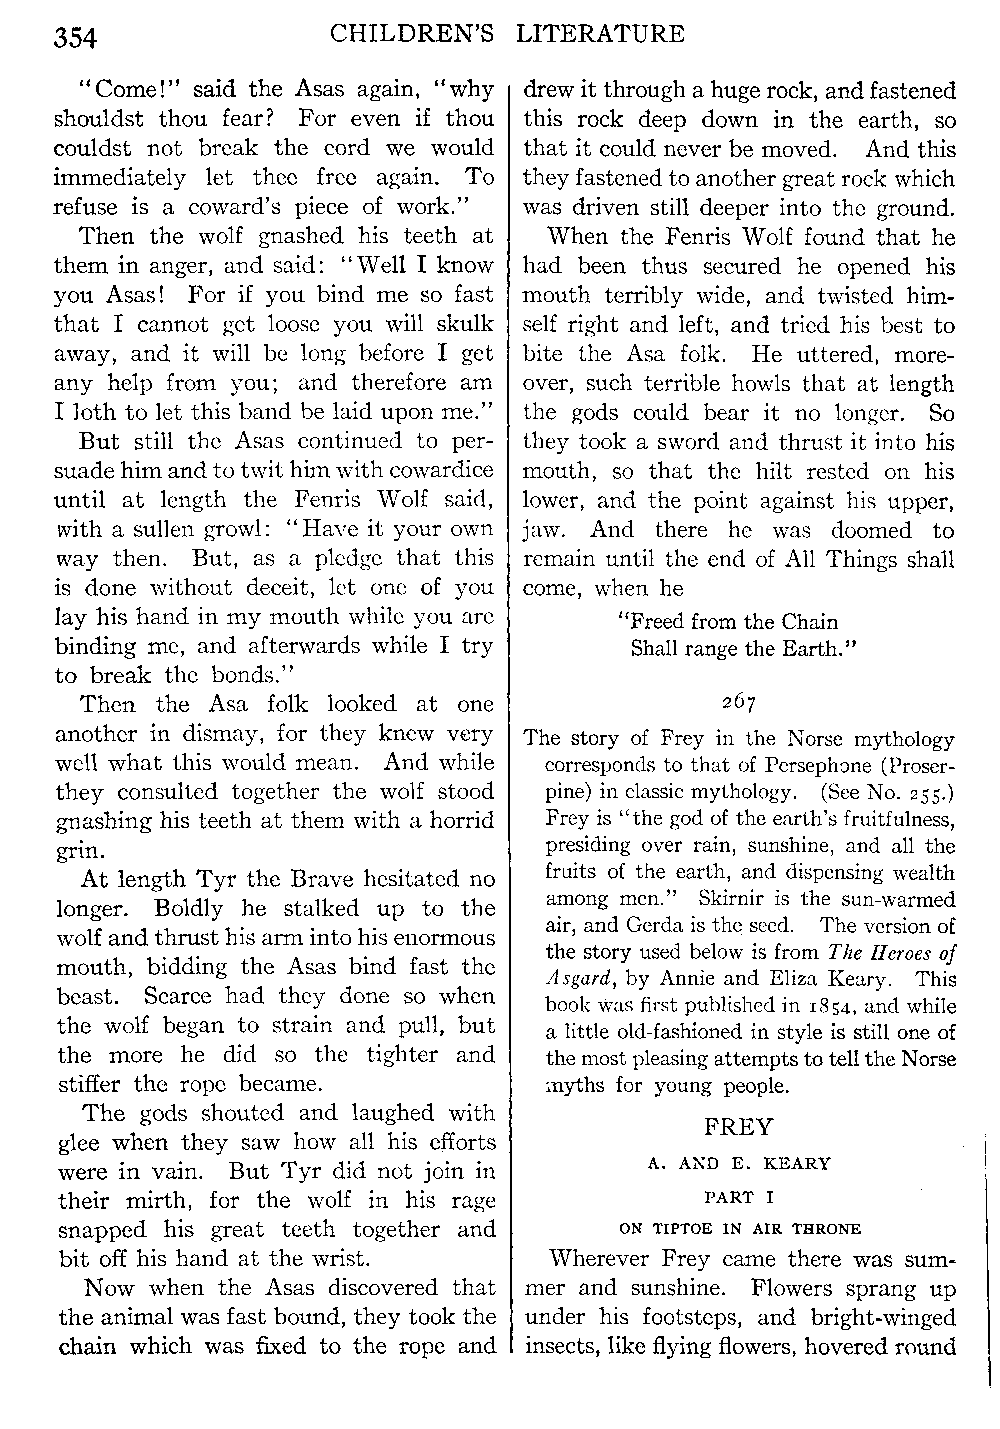 354
CHILDREN'S LITERATURE
"Come!" said the Asas again, "why
shouldst thou fear? For even if thou
couldst not break the cord we would
immediately let thee free again. To
refuse is a coward's piece of work."
Then the wolf gnashed his teeth at
them in anger, and said: "Well I know
you Asas! For if you bind me so fast
that I cannot get loose you will skulk
away, and it will be long before I get
any help from you; and therefore am
I loth to let this band be laid upon me."
But still the Asas continued to per-
suade him and to twit him with cowardice
until at length the Fenris Wolf said,
with a sullen growl: "Have it your own
way then. But, as a pledge that this
is done without deceit, let one of you
lay his hand in my mouth while you are
binding me, and afterwards while I try
to break the bonds."
Then the Asa folk looked at one
another in dismay, for they knew very
well what this would mean. And while
they consulted together the wolf stood
gnashing his teeth at them with a horrid
grin.
At length Tyr the Brave hesitated no
longer. Boldly he stalked up to the
wolf and thrust his arm into his enormous
mouth, bidding the Asas bind fast the
beast. Scarce had they done so when
the wolf began to strain and pull, but
the more he did so the tighter and
stiffer the rope became.
The gods shouted and laughed with
glee when they saw how all his efforts
were in vain. But Tyr did not join in
their mirth, for the wolf in his rage
snapped his great teeth together and
bit off his hand at the wrist.
Now when the Asas discovered that
the animal was fast bound, they took the
chain which was fixed to the rope and
drew it through a huge rock, and fastened
this rock deep down in the earth, so
that it could never be moved. And this
they fastened to another great rock which
was driven still deeper into the ground.
When the Fenris Wolf found that he
had been thus secured he opened his
mouth terribly wide, and twisted him-
self right and left, and tried his best to
bite the Asa folk. He uttered, more-
over, such terrible howls that at length
the gods could bear it no longer. So
they took a sword and thrust it into his
mouth, so that the hilt rested on his
lower, and the point against his upper,
jaw. And there he was doomed to
remain until the end of All Things shall
come, when he
"Freed from the Chain
Shall range the Earth."
267
The story of Frey in the Norse mythology
corresponds to that of Persephone (Proser-
pine) in classic mythology. (See No. 255.)
Frey is "the god of the earth's fruitfulness,
presiding over rain, sunshine, and all the
fruits of the earth, and dispensing wealth
among men." Skirnir is the sun-warmed
air, and Gerda is the seed. The version of
the story used below is from The Heroes of
Asgard, by Annie and Eliza Keary. This
book was first published in 1854, and while
a little old-fashioned in style is still one of
the most pleasing attempts to tell the Norse
myths for young people.
FREY
A. AND E. KEARY
PART I
ON TIPTOE IN AIR THRONE
Wherever Frey came there was sum-
mer and sunshine. Flowers sprang up
under his footsteps, and bright-winged
insects, like flying flowers, hovered round